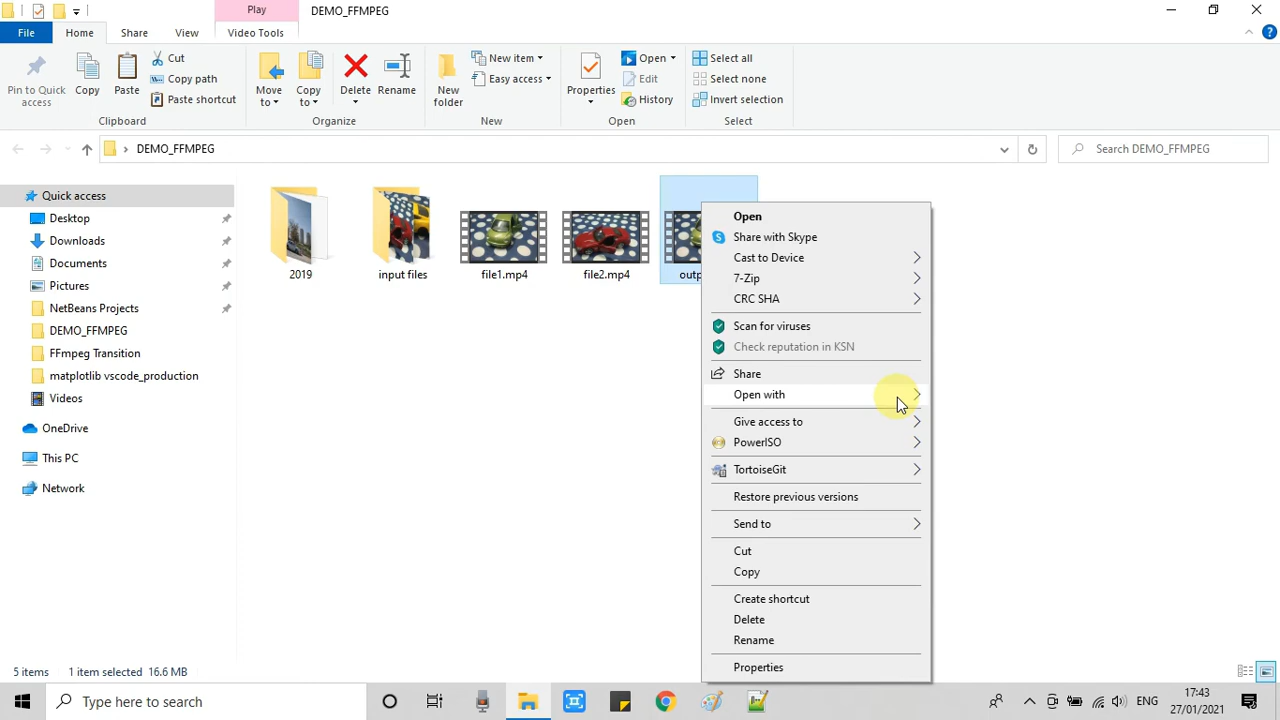 Play
DEMO_FFMPEG
File
Home
Share
View
Video Tools
Pin to Quick access
Copy
Paste
Cut
Copy path
Paste shortcut
Clipboard
Move to
Copy to
Delete
Rename
Organize
New folder
New item
Easy access
New
Properties
Open
Edit
History
Open
Select all
Select none
Invert selection
Select
DEMO_FFMPEG
Search DEMO_FFMPEG
Quick access
Desktop
Downloads
Documents
Pictures
NetBeans Projects
DEMO_FFMPEG
FFmpeg Transition
matplotlib vscode_production
Videos
OneDrive
This PC
Network
2019
input files
file1.mp4
file2.mp4
outp
Open
Share with Skype
Cast to Device
7-Zip
CRC SHA
Scan for viruses
Check reputation in KSN
Share
Open with
Give access to
PowerISO
TortoiseGit
Restore previous versions
Send to
Cut
Copy
Create shortcut
Delete
Rename
Properties
5 items
1 item selected 16.6 MB
Type here to search
ENG
17:43
27/01/2021